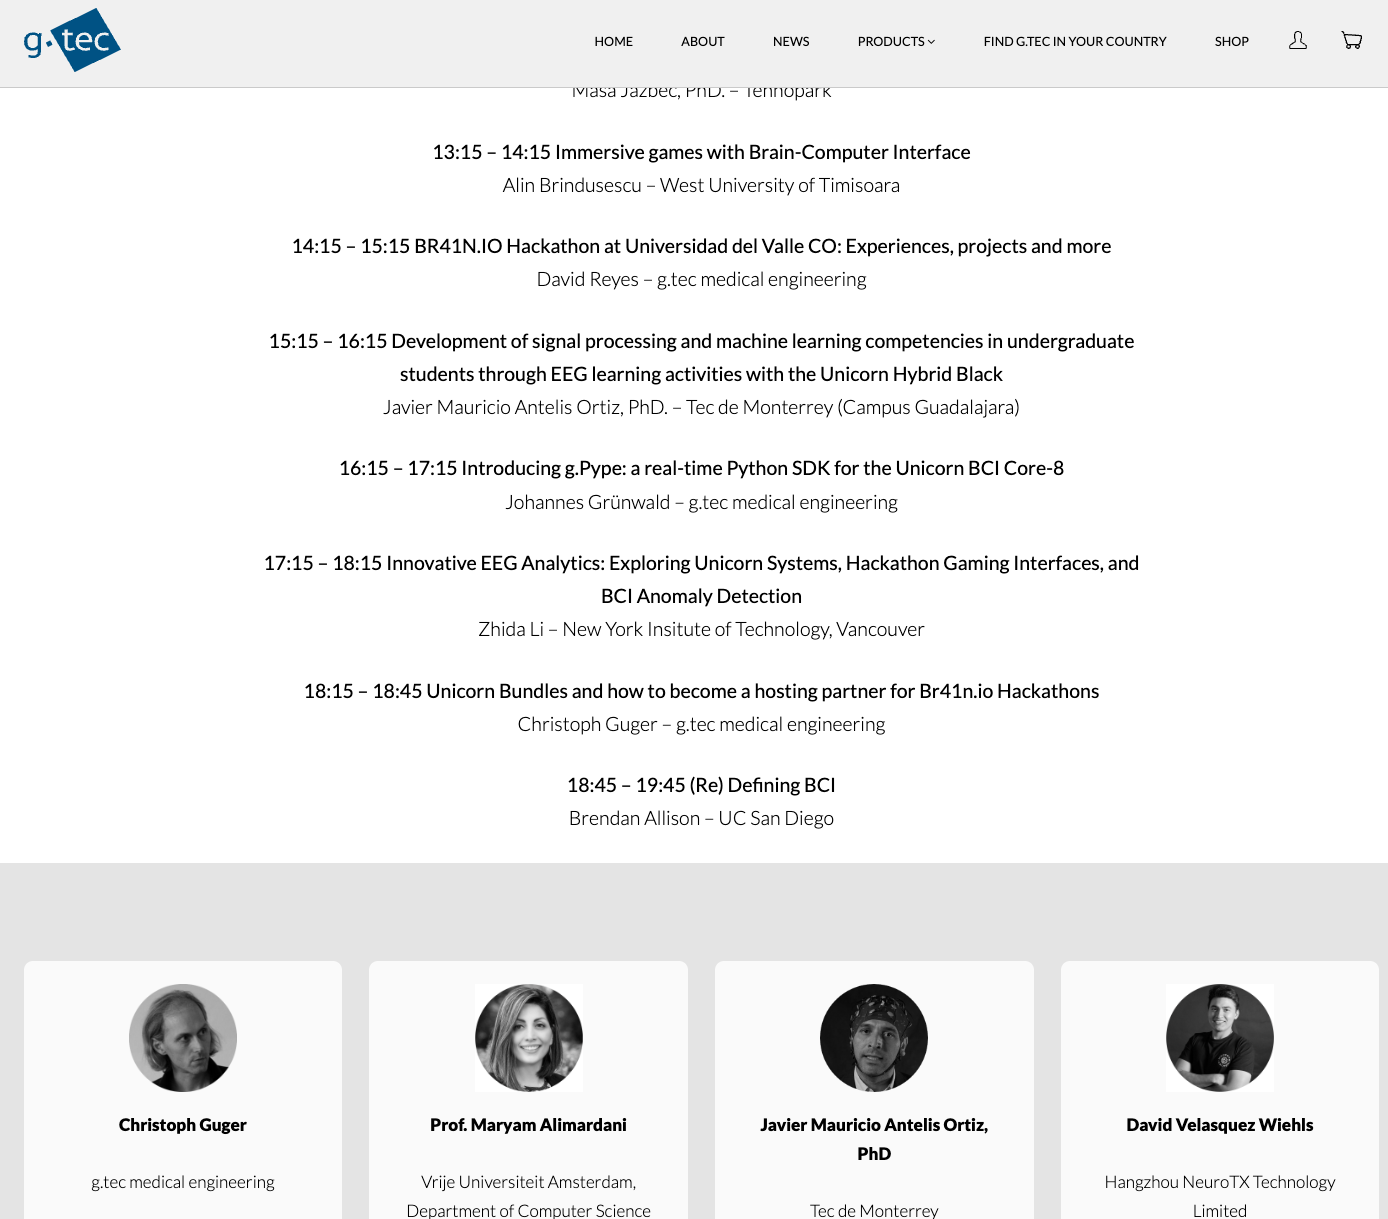 g.tec
HOME
ABOUT
NEWS
PRODUCTS
FIND G.TEC IN YOUR COUNTRY
SHOP
Masa Jazbec, PhD. – Tehnopark
13:15 – 14:15 Immersive games with Brain-Computer Interface
Alin Brindusescu – West University of Timisoara
14:15 – 15:15 BR41N.IO Hackathon at Universidad del Valle CO: Experiences, projects and more
David Reyes – g.tec medical engineering
15:15 – 16:15 Development of signal processing and machine learning competencies in undergraduate
students through EEG learning activities with the Unicorn Hybrid Black
Javier Mauricio Antelis Ortiz, PhD. – Tec de Monterrey (Campus Guadalajara)
16:15 – 17:15 Introducing g.Pype: a real-time Python SDK for the Unicorn BCI Core-8
Johannes Grünwald – g.tec medical engineering
17:15 – 18:15 Innovative EEG Analytics: Exploring Unicorn Systems, Hackathon Gaming Interfaces, and
BCI Anomaly Detection
Zhida Li – New York Insitute of Technology, Vancouver
18:15 – 18:45 Unicorn Bundles and how to become a hosting partner for Br41n.io Hackathons
Christoph Guger – g.tec medical engineering
18:45 – 19:45 (Re) Defining BCI
Brendan Allison – UC San Diego
Christoph Guger
g.tec medical engineering
Prof. Maryam Alimardani
Vrije Universiteit Amsterdam,
Department of Computer Science
Javier Mauricio Antelis Ortiz,
PhD
Tec de Monterrey
David Velasquez Wiehls
Hangzhou NeuroTX Technology
Limited